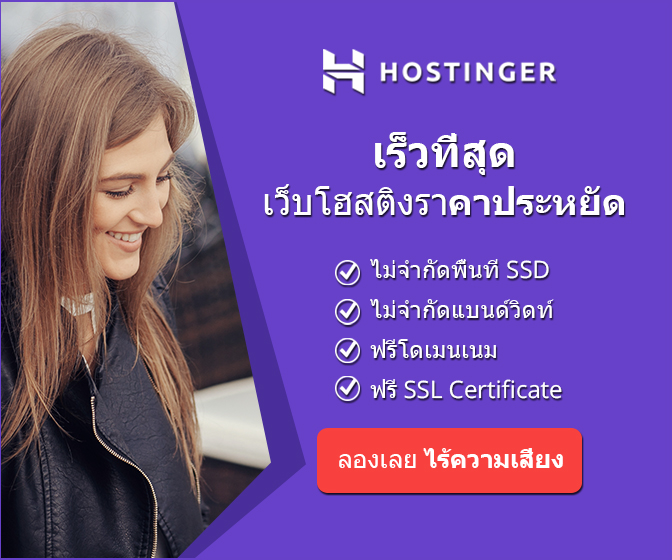 HOSTINGER
เร็วที่สุด
เว็บโฮสติงราคาประหยัด
ไม่จำกัดพื้นที่ SSD
ไม่จำกัดแบนด์วิดท์
ฟรีโดเมนเนม
ฟรี SSL Certificate
ลองเลย ไร้ความเสี่ยง